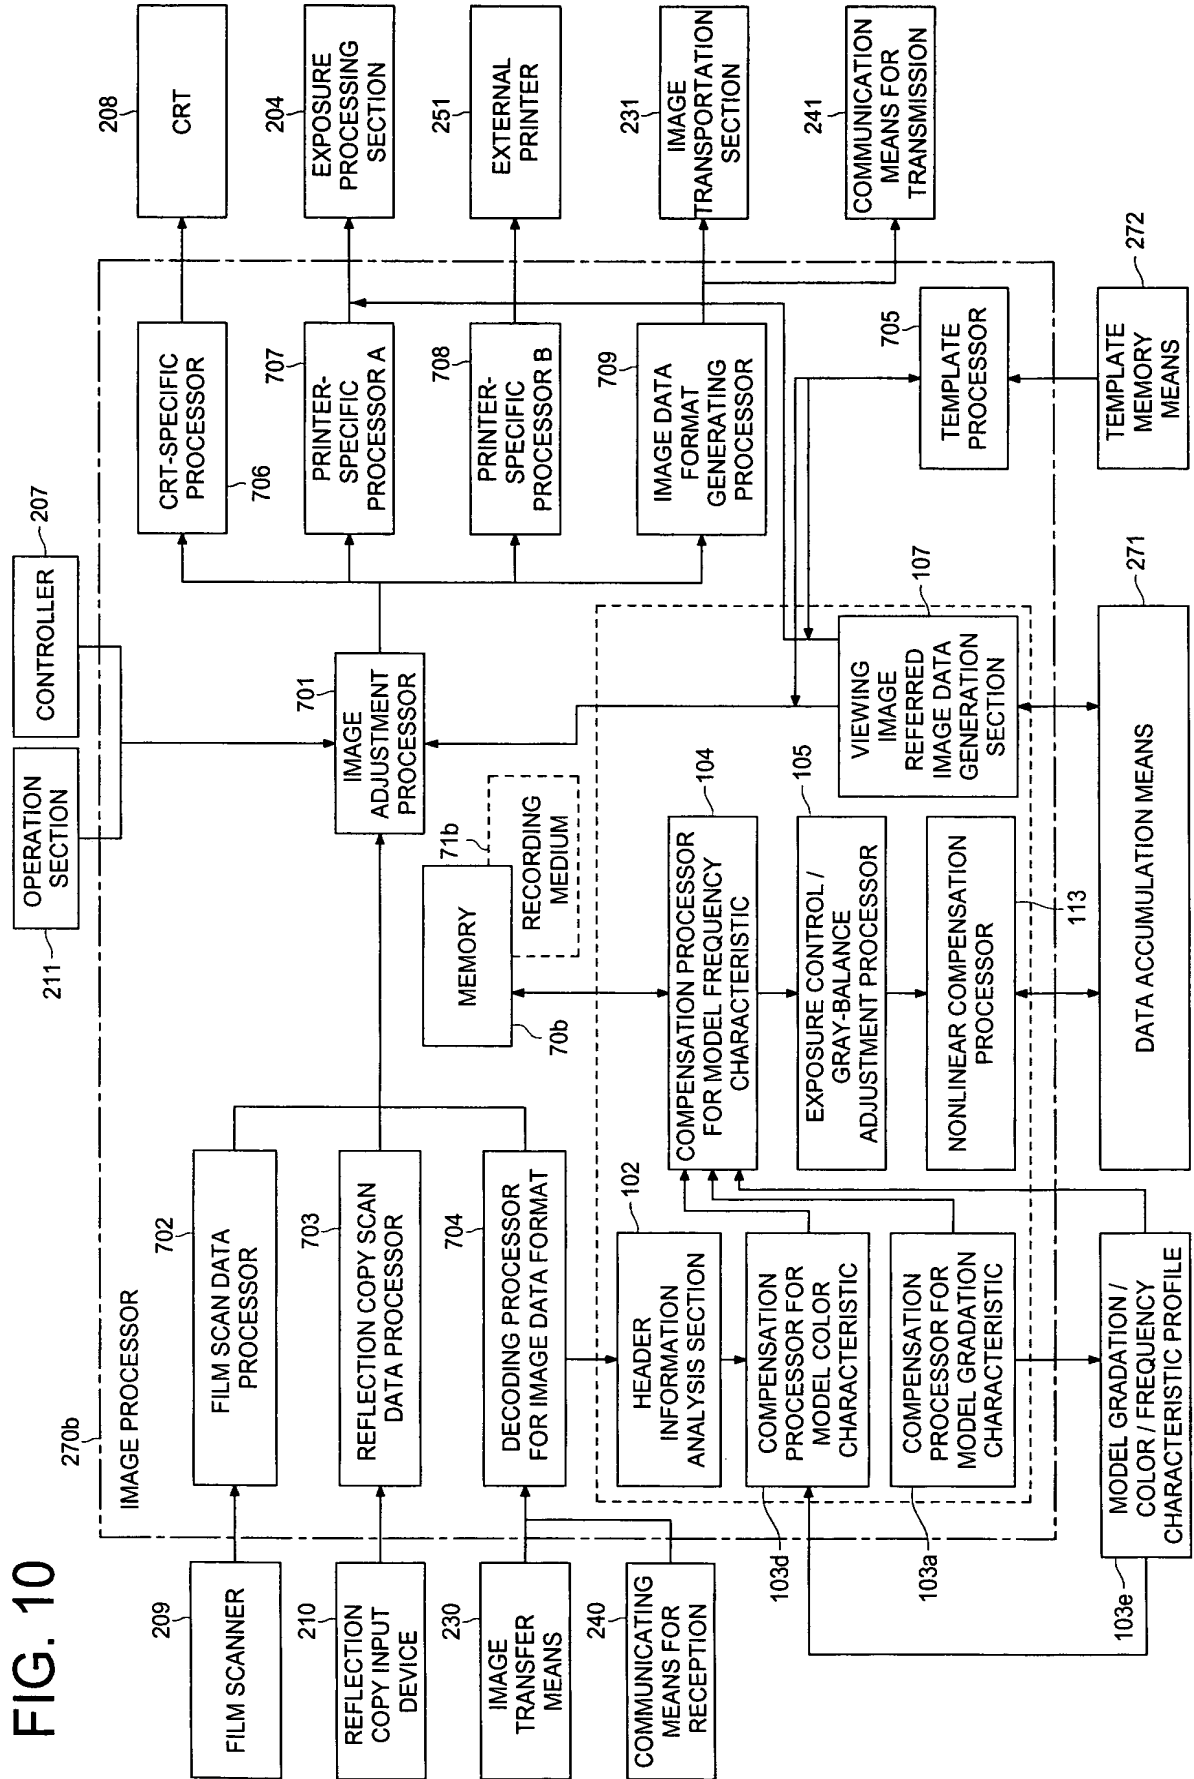 FIG. 10
270b
IMAGE PROCESSOR
211
OPERATION
SECTION
CONTROLLER
207
209
FILM SCANNER
702
FILM SCAN DATA
PROCESSOR
CRT-SPECIFIC
PROCESSOR
706
208
CRT
210
REFLECTION
COPY INPUT
DEVICE
703
REFLECTION COPY SCAN
DATA PROCESSOR
701
IMAGE
ADJUSTMENT
PROCESSOR
707
PRINTER-
SPECIFIC
PROCESSOR A
204
EXPOSURE
PROCESSING
SECTION
230
IMAGE
TRANSFER
MEANS
704
DECODING PROCESSOR
FOR IMAGE DATA FORMAT
MEMORY
70b
71b
RECORDING
MEDIUM
708
PRINTER-
SPECIFIC
PROCESSOR B
251
EXTERNAL
PRINTER
240
COMMUNICATING
MEANS FOR
RECEPTION
102
HEADER
INFORMATION
ANALYSIS SECTION
104
COMPENSATION PROCESSOR
FOR MODEL FREQUENCY
CHARACTERISTIC
709
IMAGE DATA
FORMAT
GENERATING
PROCESSOR
231
IMAGE
TRANSPORTATION
SECTION
103d
COMPENSATION
PROCESSOR FOR
MODEL COLOR
CHARACTERISTIC
105
EXPOSURE CONTROL /
GRAY-BALANCE
ADJUSTMENT PROCESSOR
107
VIEWING
IMAGE
REFERRED
IMAGE DATA
GENERATION
SECTION
241
COMMUNICATION
MEANS FOR
TRANSMISSION
103a
COMPENSATION
PROCESSOR FOR
MODEL GRADATION
CHARACTERISTIC
NONLINEAR COMPENSATION
PROCESSOR
113
705
TEMPLATE
PROCESSOR
103e
MODEL GRADATION /
COLOR / FREQUENCY
CHARACTERISTIC PROFILE
DATA ACCUMULATION MEANS
271
272
TEMPLATE
MEMORY
MEANS